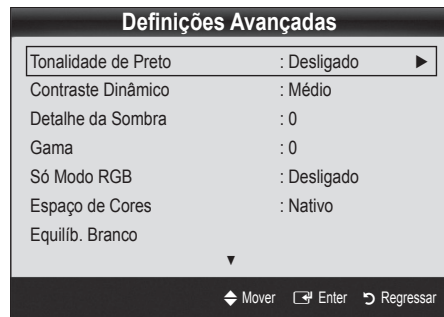 Definições Avançadas
Tonalidade de Preto : Desligado ►
Contraste Dinâmico : Médio
Detalhe da Sombra : 0
Gama : 0
Só Modo RGB : Desligado
Espaço de Cores : Nativo
Equilíb. Branco
▼
Mover Enter Regressar